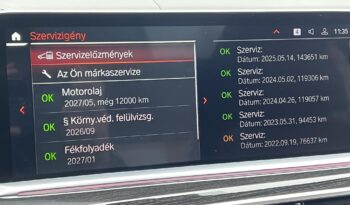 Szervizigény
4
11:35
Szervizelőzmények
Az Ön márkaszervize
OK Motorolaj
2027/05, még 12000 km
OK § Körny.véd. felülvizsg.
2026/09
OK Fékfolyadék
2027/01
OK Szerviz:
Dátum: 2025.05.14, 143651 km
OK Szerviz:
Dátum: 2024.05.02, 119306 km
OK Szerviz:
Dátum: 2024.04.26, 119057 km
OK Szerviz:
Dátum: 2023.05.31, 94453 km
OK Szerviz:
Dátum: 2022.09.19, 76637 km